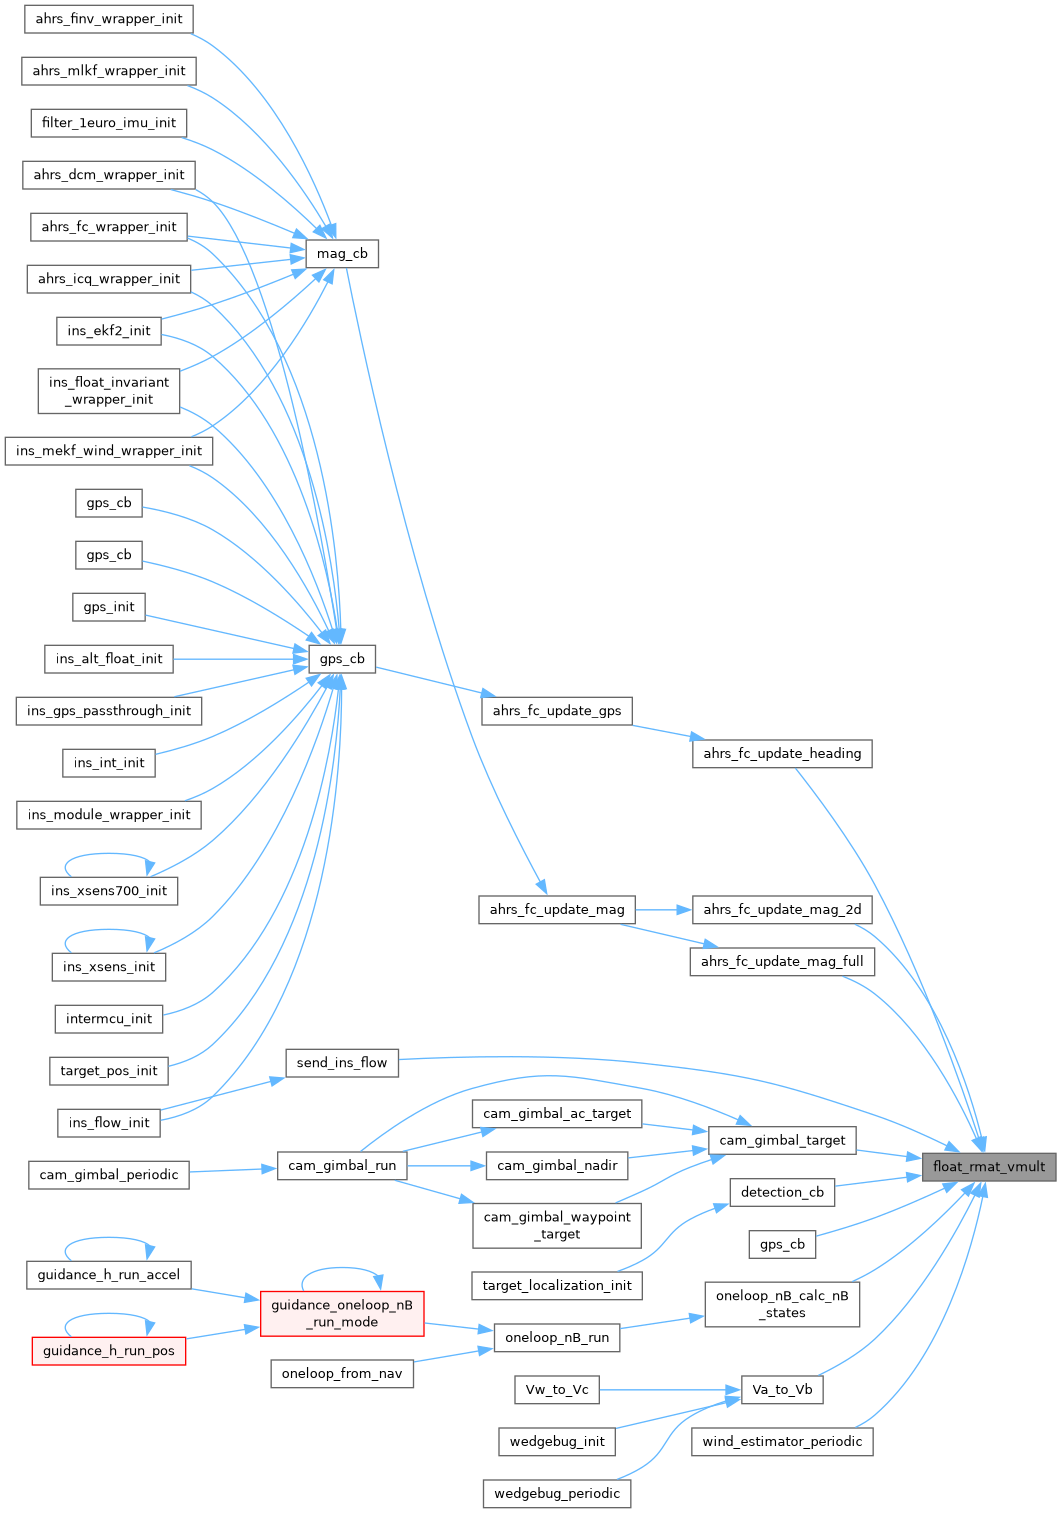 ahrs_finv_wrapper_init
ahrs_mlkf_wrapper_init
filter_1euro_imu_init
ahrs_dcm_wrapper_init
ahrs_fc_wrapper_init
mag_cb
ahrs_icq_wrapper_init
ins_ekf2_init
ins_float_invariant
_wrapper_init
ins_mekf_wind_wrapper_init
gps_cb
gps_cb
gps_init
ins_alt_float_init
gps_cb
ins_gps_passthrough_init
ahrs_fc_update_gps
ins_int_init
ahrs_fc_update_heading
ins_module_wrapper_init
ins_xsens700_init
ahrs_fc_update_mag
ahrs_fc_update_mag_2d
ins_xsens_init
ahrs_fc_update_mag_full
intermcu_init
target_pos_init
send_ins_flow
ins_flow_init
cam_gimbal_ac_target
cam_gimbal_target
cam_gimbal_periodic
cam_gimbal_run
cam_gimbal_nadir
float_rmat_vmult
detection_cb
cam_gimbal_waypoint
_target
gps_cb
guidance_h_run_accel
target_localization_init
guidance_oneloop_nB
_run_mode
oneloop_nB_calc_nB
_states
guidance_h_run_pos
oneloop_nB_run
oneloop_from_nav
Vw_to_Vc
Va_to_Vb
wedgebug_init
wind_estimator_periodic
wedgebug_periodic